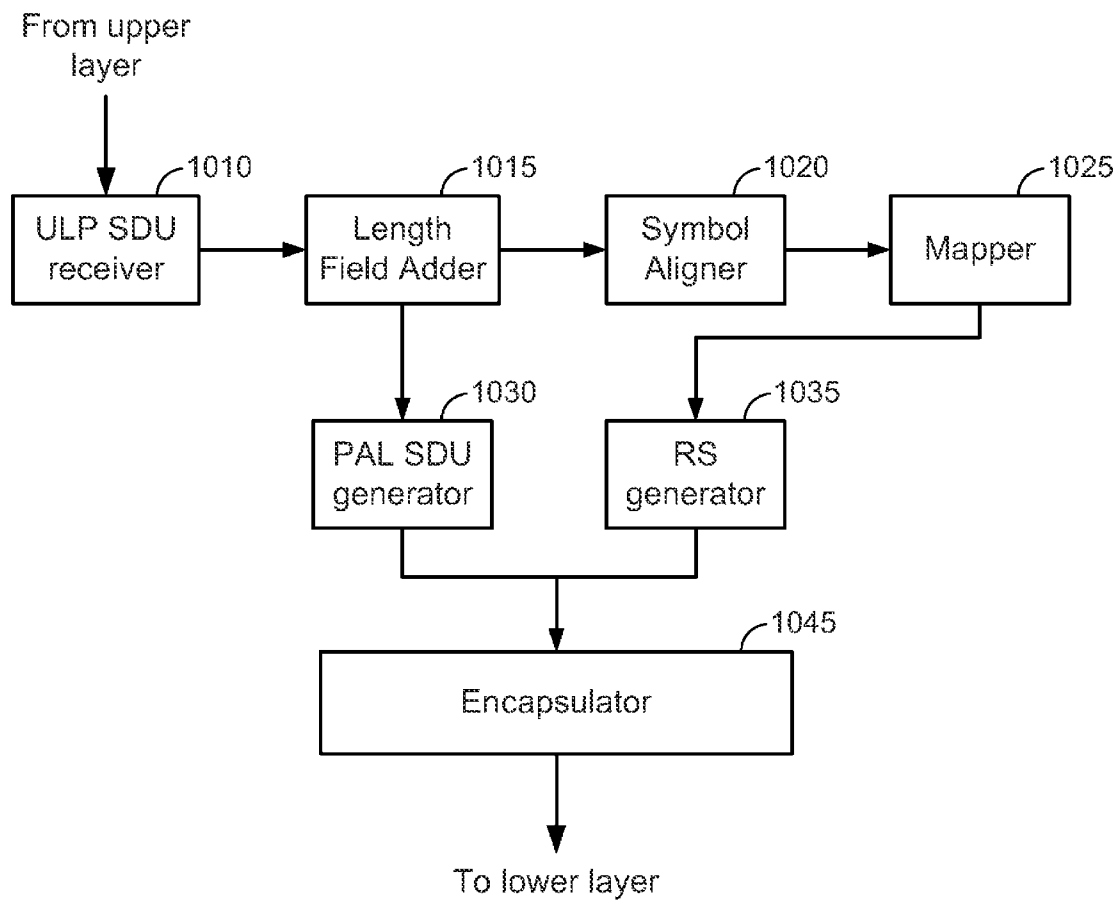 From upper
layer
1010
1015
1020
1025
ULP SDU
receiver
Length
Field Adder
Symbol
Aligner
Mapper
1030
1035
PAL SDU
generator
RS
generator
1045
Encapsulator
To lower layer